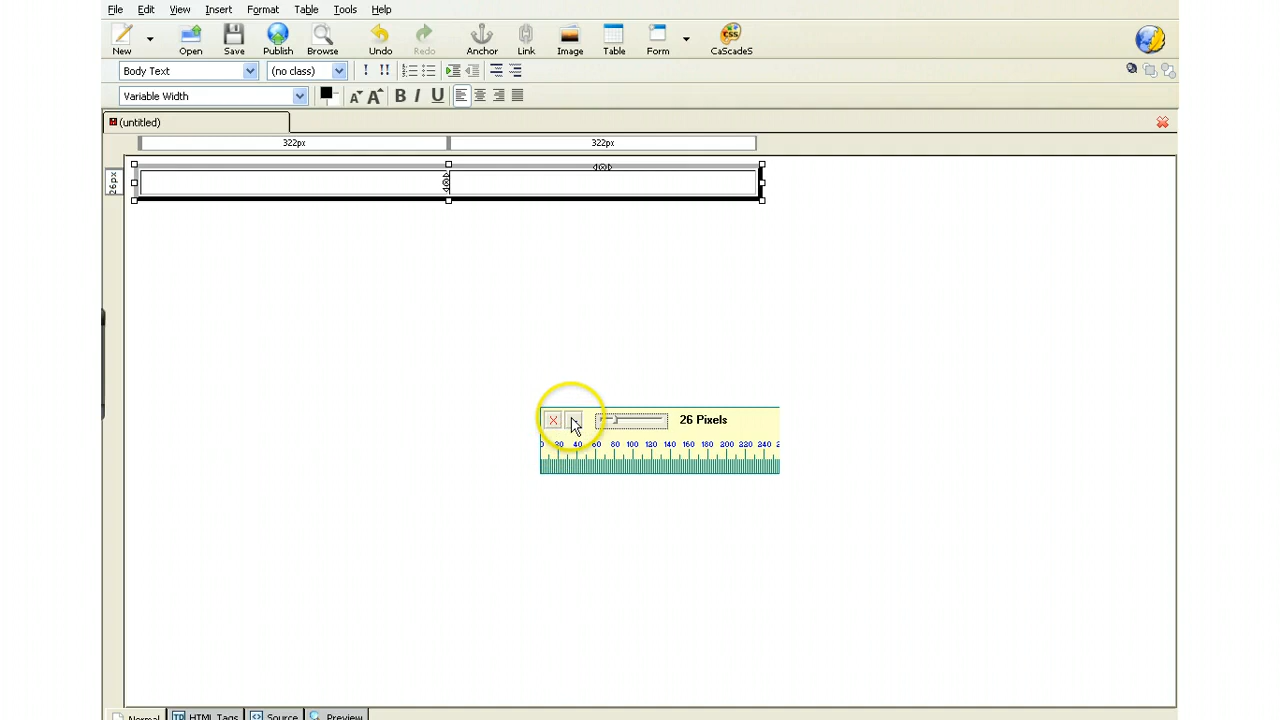 File Edit View Insert Format Table Tools Help
New Open Save Publish Browse Undo Redo Anchor Link Image Table Form CaScadeS
Body Text (no class) ! !!
Variable Width A A B I U
(untitled)
322px 322px
26px
26 Pixels
0 20 40 60 80 100 120 140 160 180 200 220 240
Normal HTML Tags Source Preview